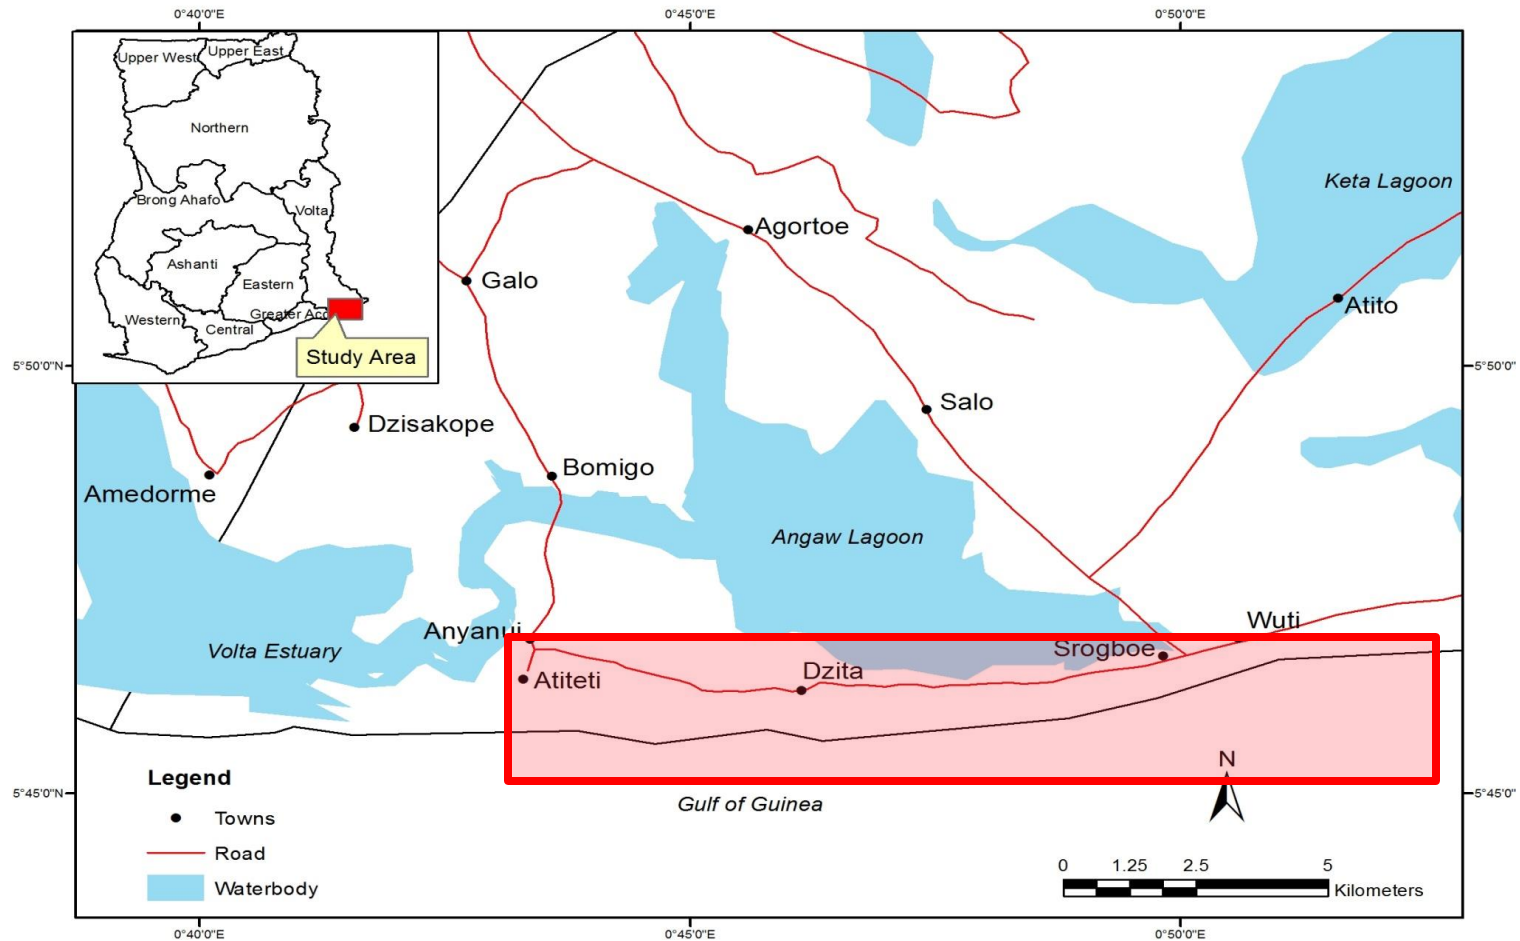 0°40'0"E
0°45'0"E
0°50'0"E
Upper West
Upper East
Northern
Brong Ahafo
Volta
Ashanti
Eastern
Greater Acc
Western
Central
Study Area
Keta Lagoon
Agortoe
Galo
Atito
5°50'0"N
5°50'0"
Salo
Dzisakope
Bomigo
Amedorme
Angaw Lagoon
Wuti
Anyanui
Volta Estuary
Srogboe
Dzita
Atiteti
N
Legend
5°45'0"N
5°45'0"
Gulf of Guinea
Towns
Road
Waterbody
0 1.25 2.5 5
Kilometers
0°40'0"E
0°45'0"E
0°50'0"E